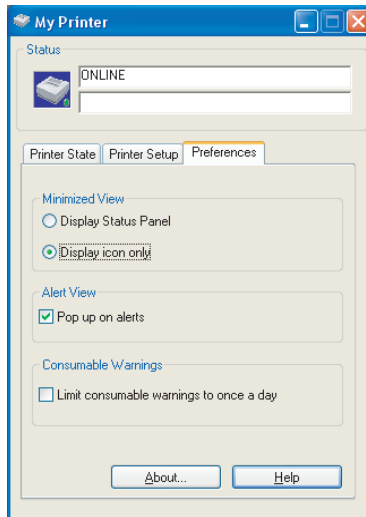 My Printer
Status
ONLINE
Printer State Printer Setup Preferences
Minimized View
Display Status Panel
Display icon only
Alert View
Pop up on alerts
Consumable Warnings
Limit consumable warnings to once a day
About... Help